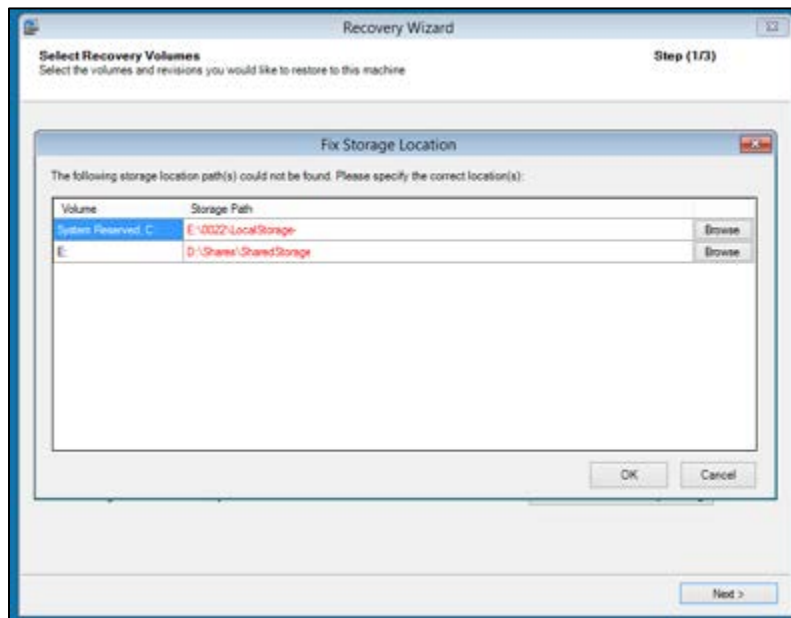 Recovery Wizard
Select Recovery Volumes
Step (1/3)
Select the volumes and revisions you would like to restore to this machine
Fix Storage Location
The following storage location path(s) could not be found. Please specify the correct location(s):
Volume Storage Path
System Reserved, C E:\0022\LocalStorage- Browse
E: D:\Shares\SharedStorage Browse
OK Cancel
Next >